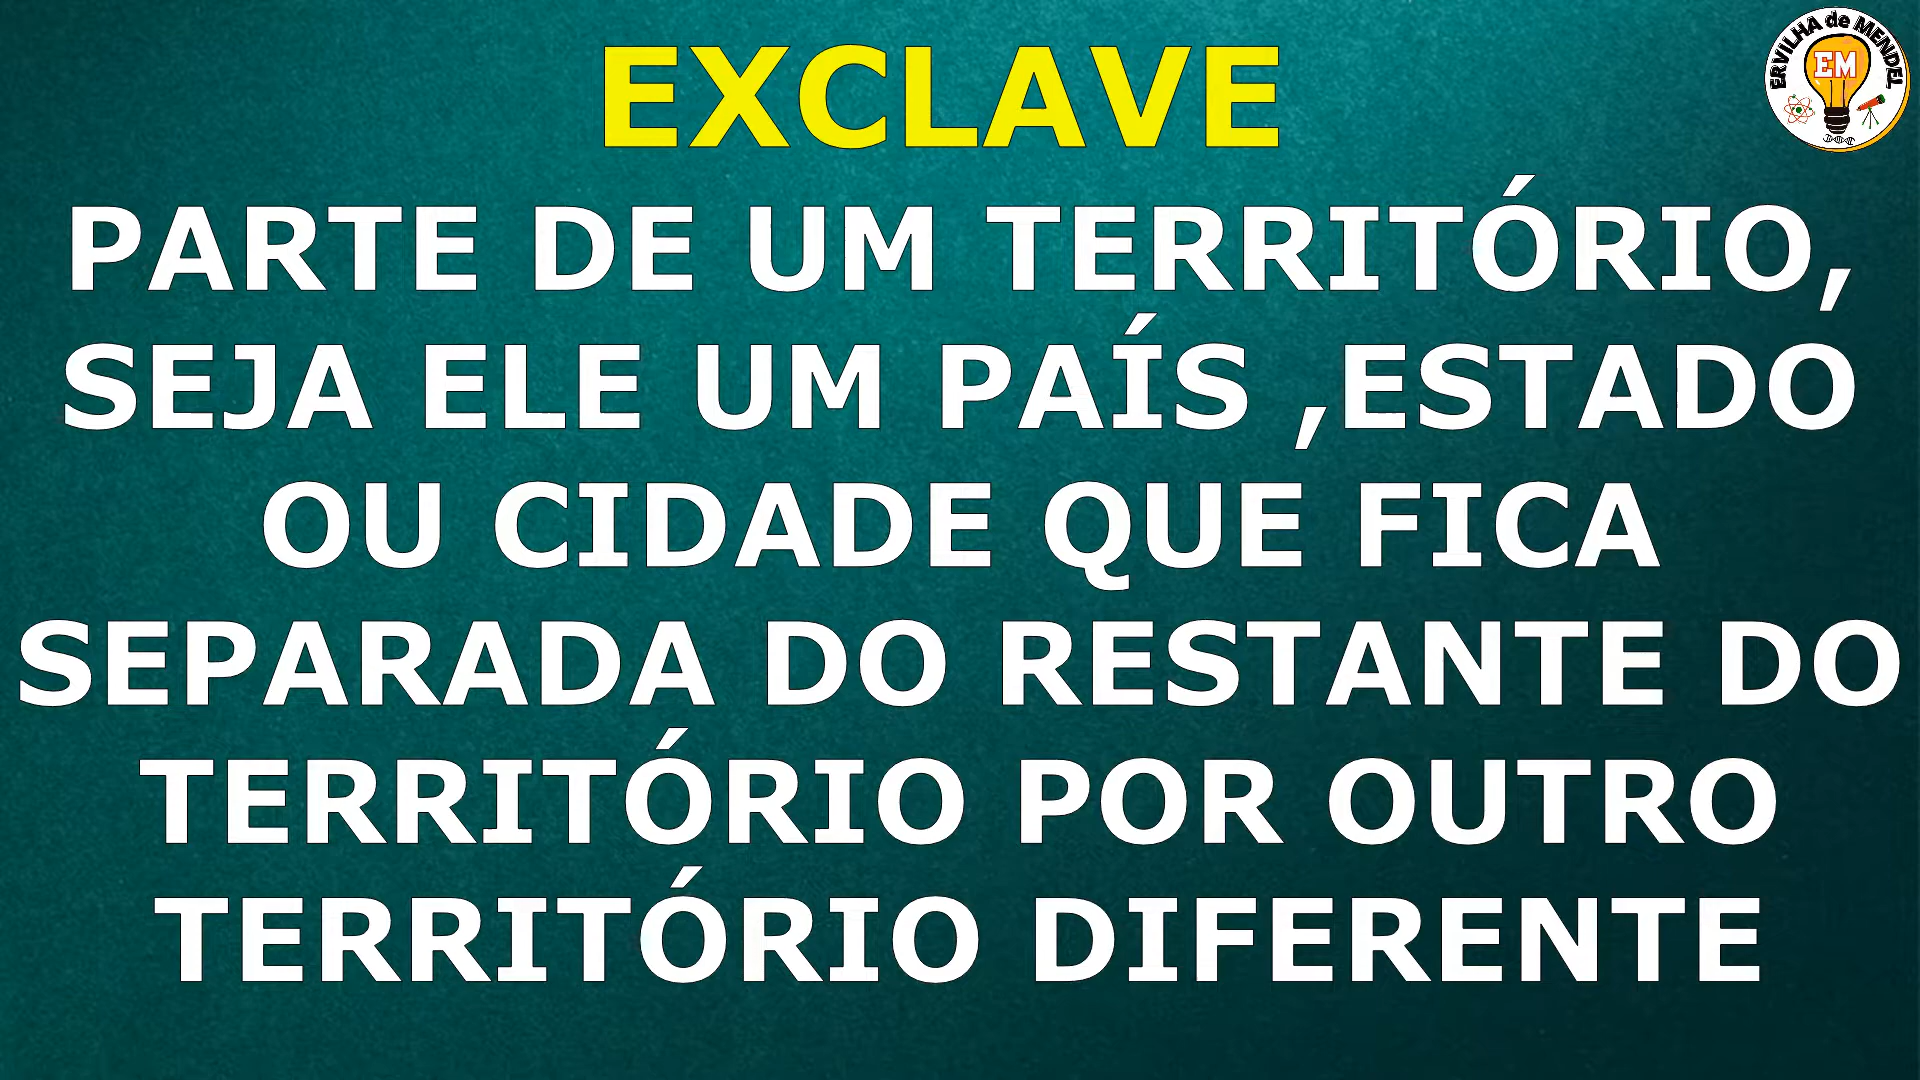 EXCLAVE
PARTE DE UM TERRITÓRIO,
SEJA ELE UM PAÍS ,ESTADO
OU CIDADE QUE FICA
SEPARADA DO RESTANTE DO
TERRITÓRIO POR OUTRO
TERRITÓRIO DIFERENTE
ERVILHA de MENDEL
EM